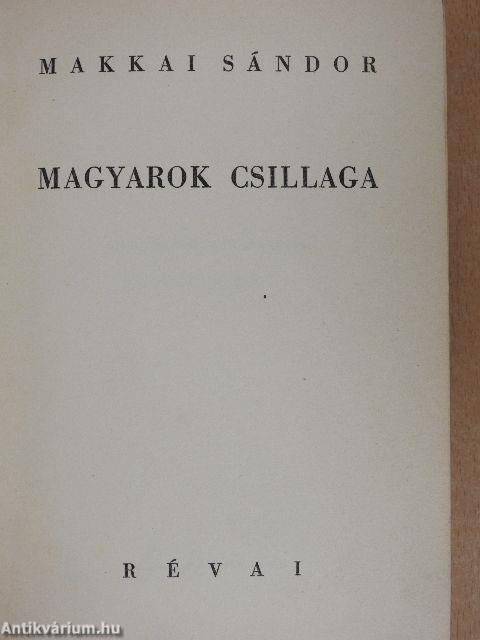 MAKKAI SÁNDOR
MAGYAROK CSILLAGA
RÉVAI
Antikvárium.hu